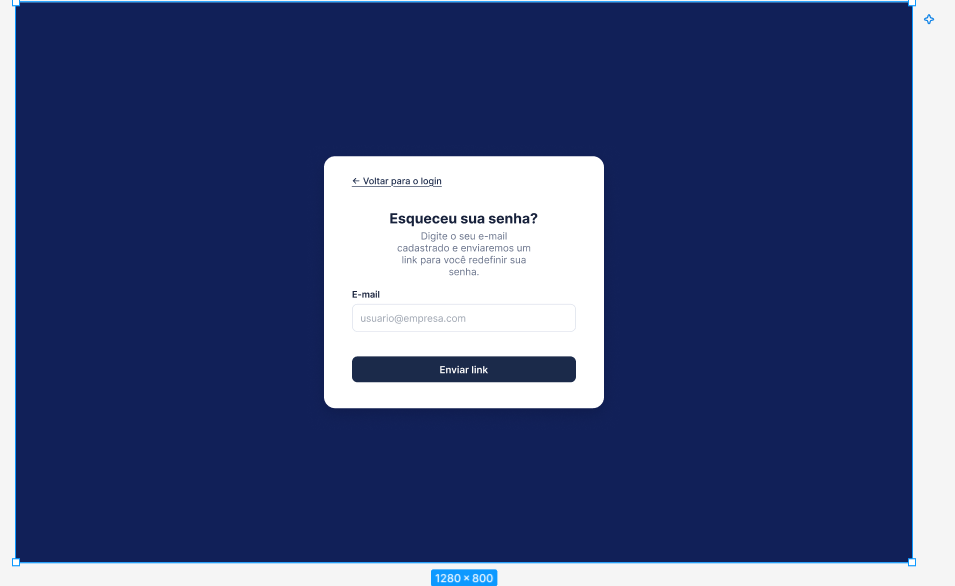 ← Voltar para o login
Esqueceu sua senha?
Digite o seu e-mail
cadastrado e enviaremos um
link para você redefinir sua
senha.
E-mail
usuario@empresa.com
Enviar link
1280 × 800